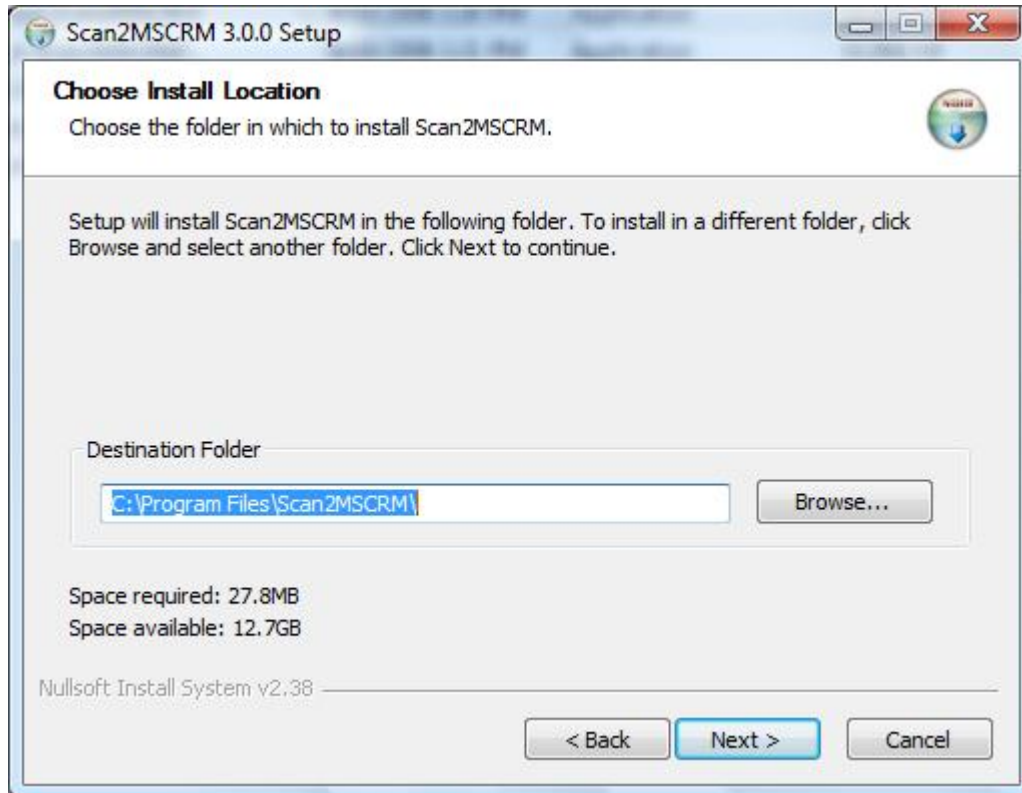 Scan2MSCRM 3.0.0 Setup
Choose Install Location
Choose the folder in which to install Scan2MSCRM.
Setup will install Scan2MSCRM in the following folder. To install in a different folder, click
Browse and select another folder. Click Next to continue.
Destination Folder
C:\Program Files\Scan2MSCRM\
Browse...
Space required: 27.8MB
Space available: 12.7GB
Nullsoft Install System v2.38
< Back
Next >
Cancel